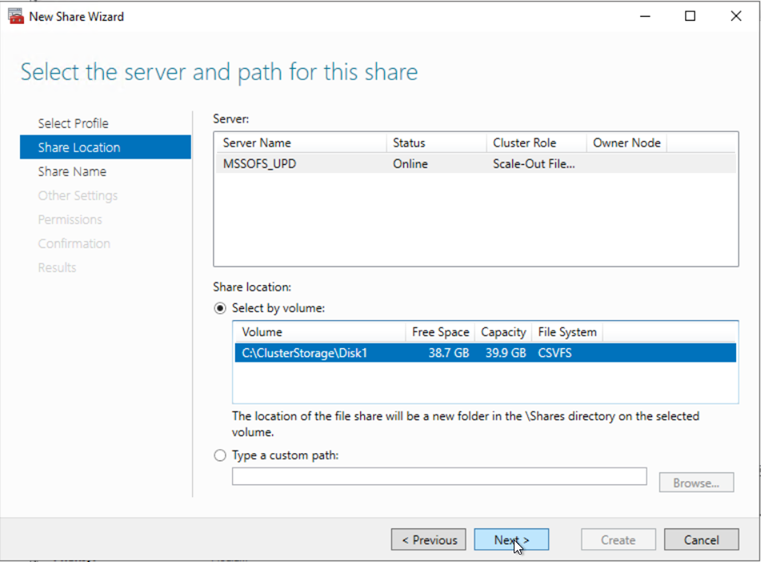 New Share Wizard
Select the server and path for this share
Select Profile
Share Location
Share Name
Other Settings
Permissions
Confirmation
Results
Server:
Server Name Status Cluster Role Owner Node
MSSOFS_UPD Online Scale-Out File...
Share location:
Select by volume:
Volume Free Space Capacity File System
C:\ClusterStorage\Disk1 38.7 GB 39.9 GB CSVFS
The location of the file share will be a new folder in the \Shares directory on the selected
volume.
Type a custom path:
Browse...
< Previous Next > Create Cancel